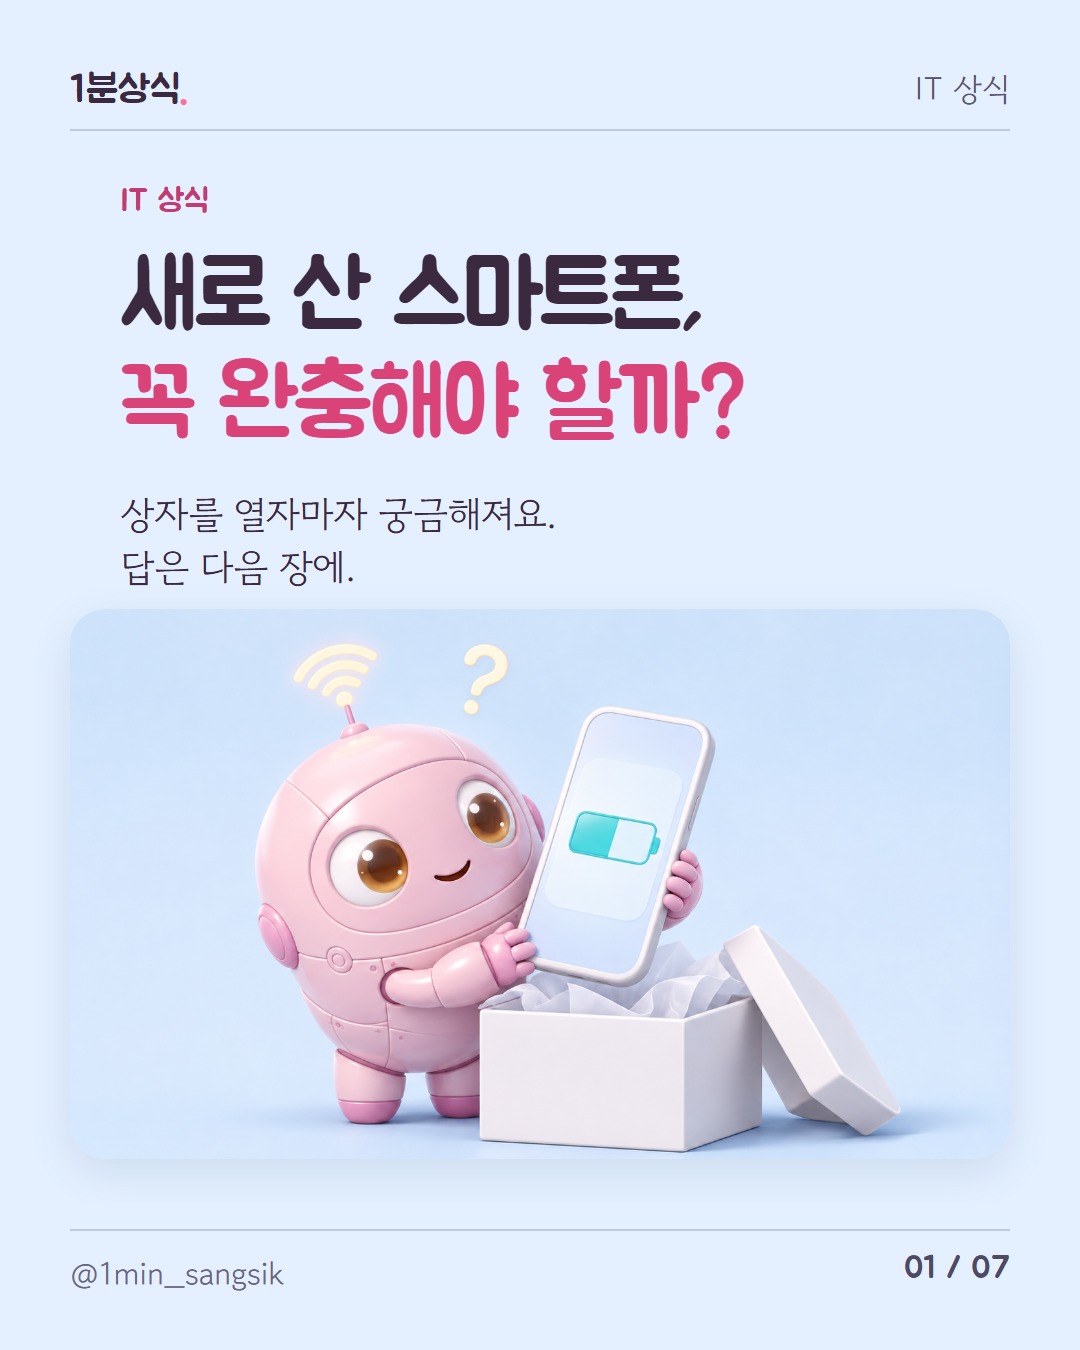 1분상식.
IT 상식
IT 상식
새로 산 스마트폰,
꼭 완충해야 할까?
상자를 열자마자 궁금해져요.
답은 다음 장에.
?
@1min_sangsik
01 / 07